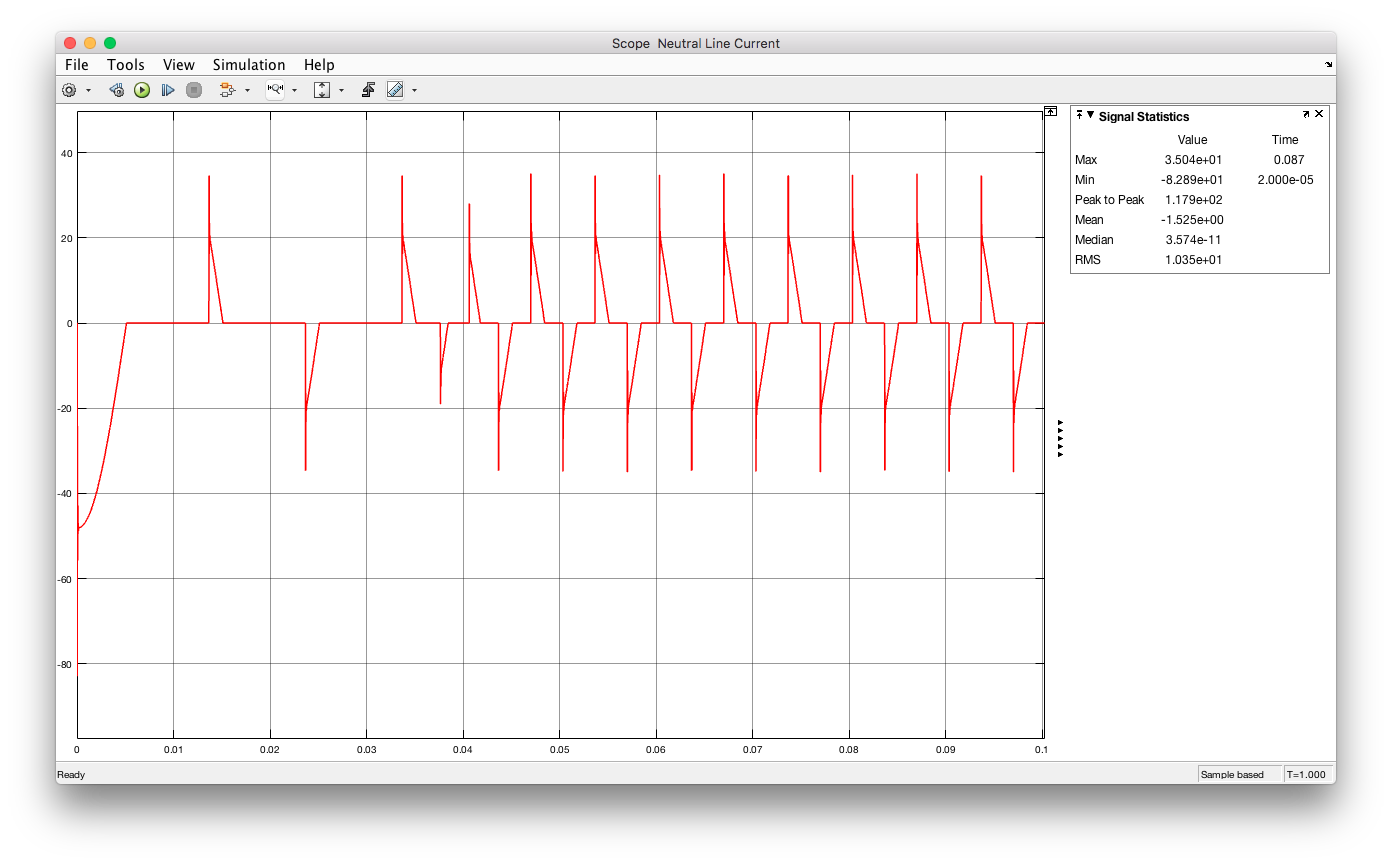 Scope  Neutral Line Current
File Tools View Simulation Help
40
20
0
-20
-40
-60
-80
0 0.01 0.02 0.03 0.04 0.05 0.06 0.07 0.08 0.09 0.1
Signal Statistics
Value Time
Max 3.504e+01 0.087
Min -8.289e+01 2.000e-05
Peak to Peak 1.179e+02
Mean -1.525e+00
Median 3.574e-11
RMS 1.035e+01
Ready Sample based T=1.000